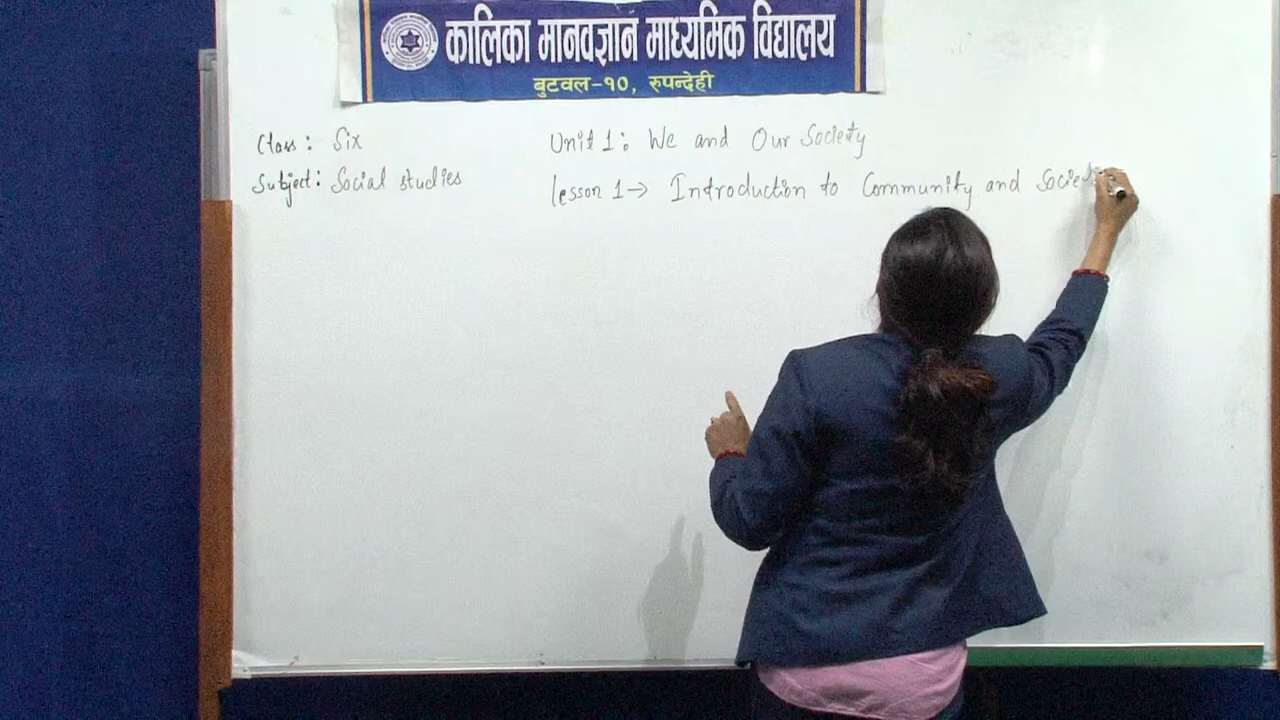 कालिका मानवज्ञान माध्यमिक विद्यालय
बुटवल-१०, रुपन्देही
Class: Six
Subject: Social studies
Unit 1: We and Our Society
lesson 1→ Introduction to Community and Societ